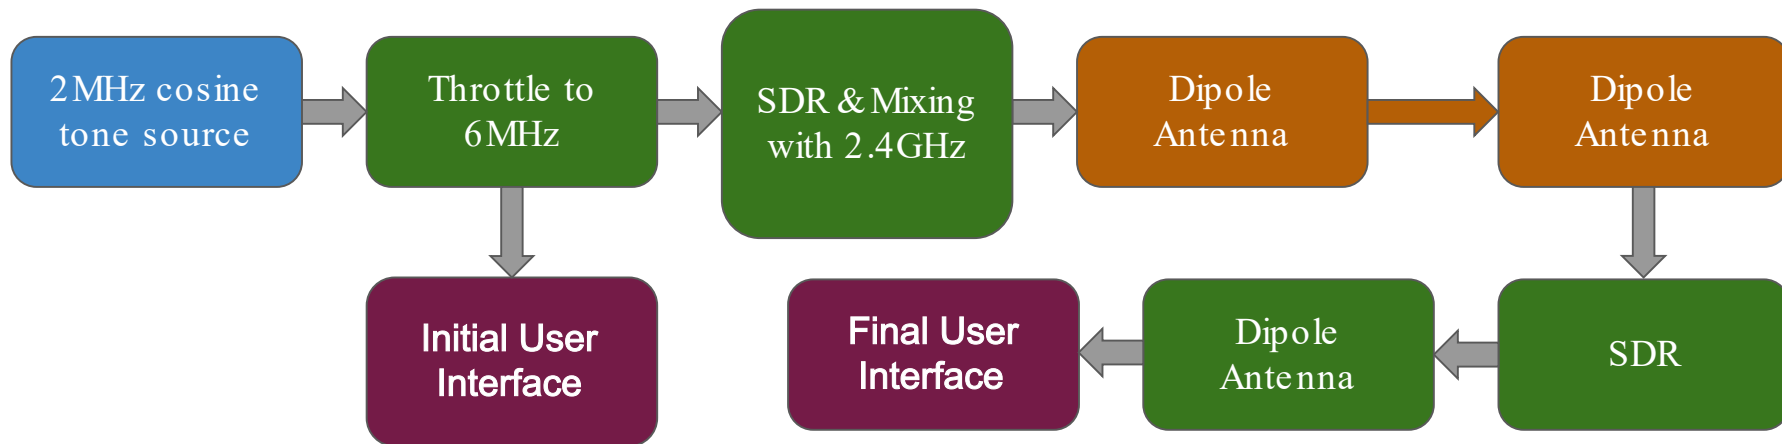 2MHz cosine
tone source
Throttle to
6MHz
SDR & Mixing
with 2.4GHz
Dipole
Antenna
Dipole
Antenna
Initial User
Interface
Final User
Interface
Dipole
Antenna
SDR